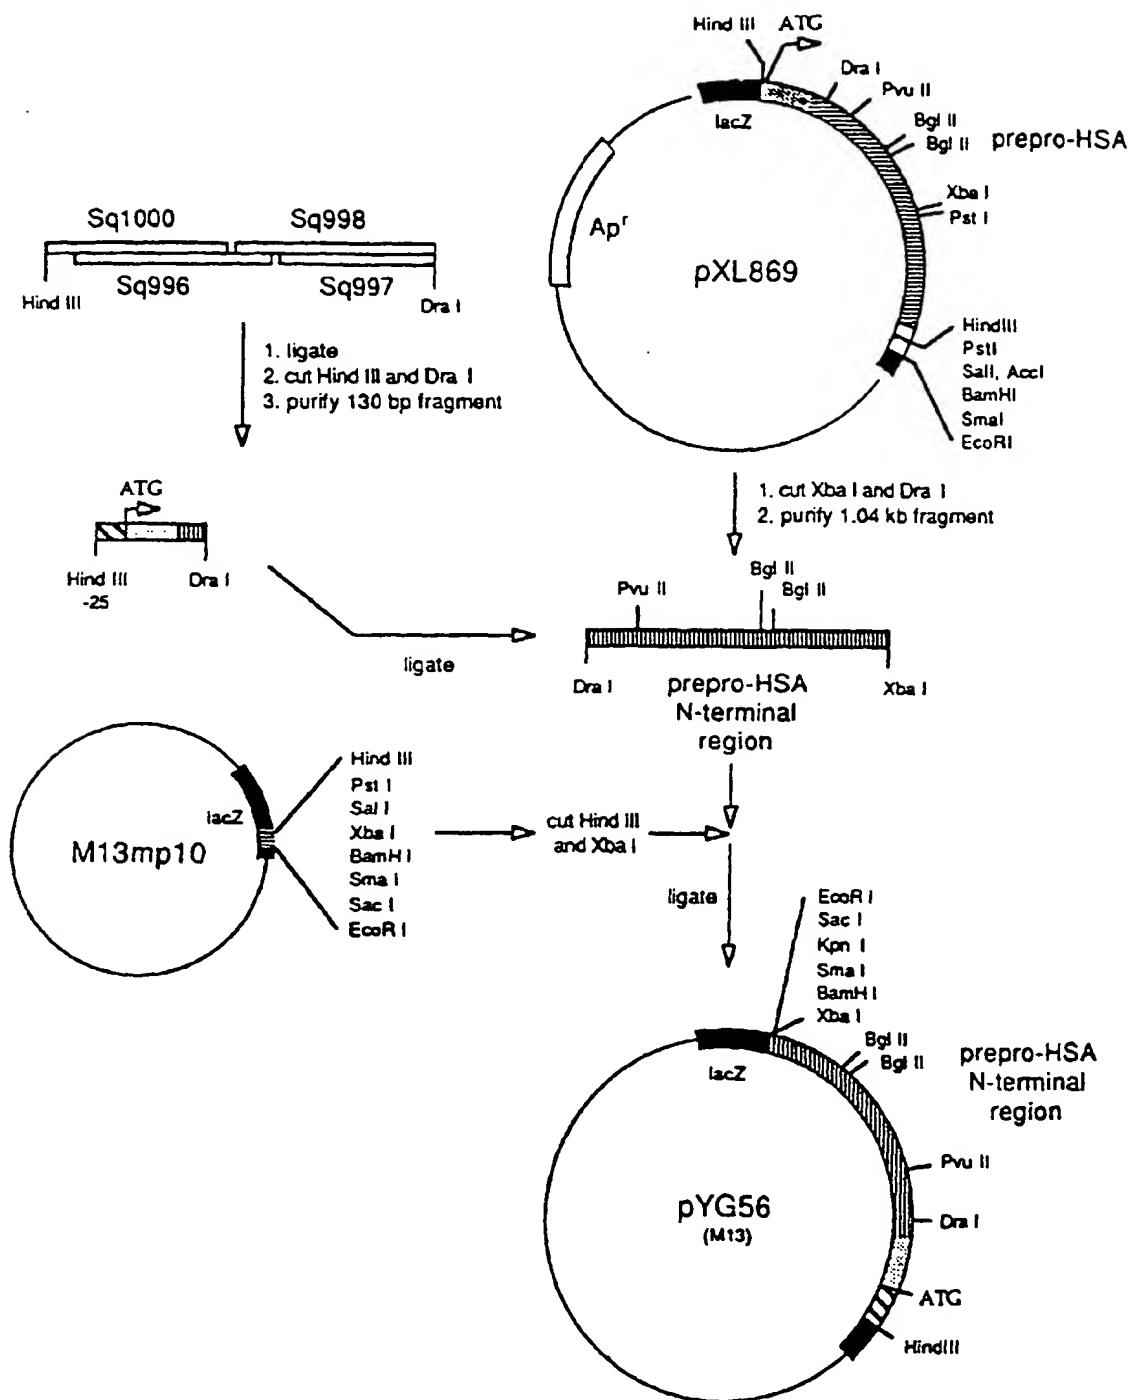 Hind III
ATG
Dra I
Pvu II
Bgl II
Bgl II
prepro-HSA
Xba I
Pst I
lacZ
Ap^r
pXL869
HindIII
PstI
SalI, AccI
BamHI
SmaI
EcoRI
Sq1000
Sq998
Sq996
Sq997
Hind III
Dra I
1. ligate
2. cut Hind III and Dra I
3. purify 130 bp fragment
ATG
Hind III
-25
Dra I
1. cut Xba I and Dra I
2. purify 1.04 kb fragment
Pvu II
Bgl II
Bgl II
ligate
Dra I
Xba I
prepro-HSA
N-terminal
region
M13mp10
lacZ
Hind III
Pst I
Sal I
Xba I
BamH I
Sma I
Sac I
EcoR I
cut Hind III
and Xba I
ligate
EcoR I
Sac I
Kpn I
Sma I
BamH I
Xba I
Bgl II
Bgl II
prepro-HSA
N-terminal
region
lacZ
Pvu II
Dra I
pYG56
(M13)
ATG
HindIII